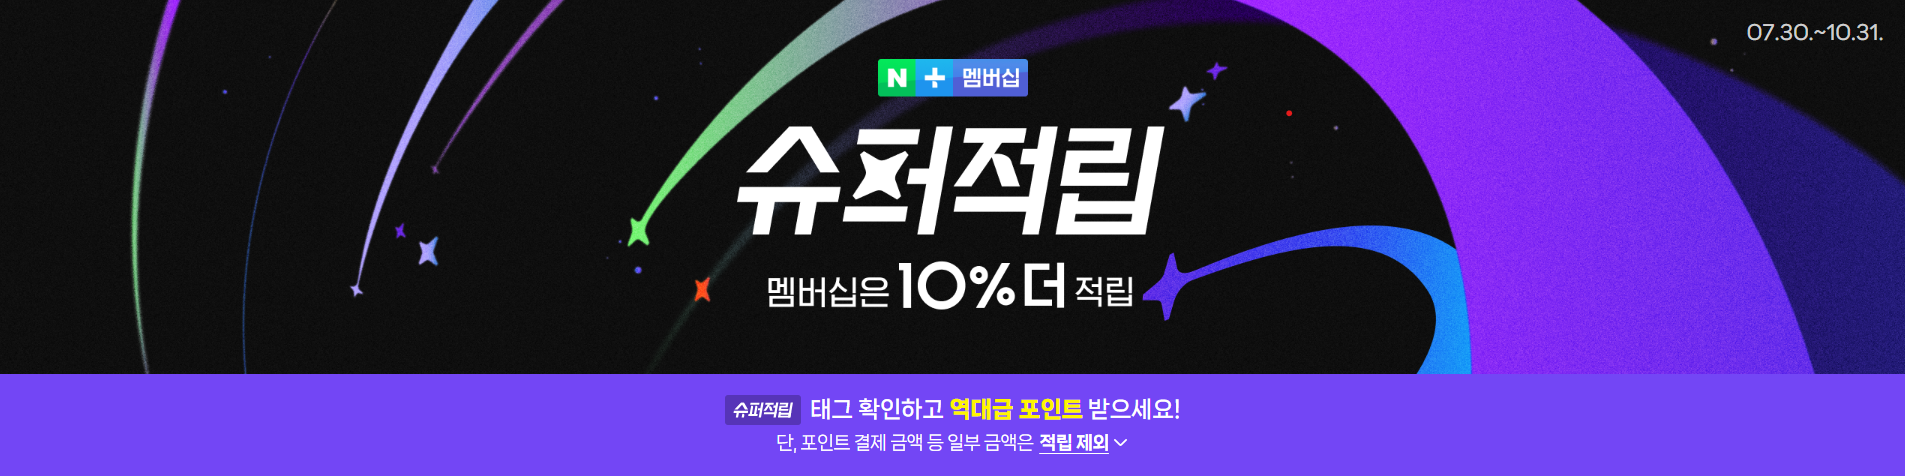 07.30.~10.31.
N + 멤버십
슈퍼적립
멤버십은 10% 더 적립
슈퍼적립 태그 확인하고 역대급 포인트 받으세요!
단, 포인트 결제 금액 등 일부 금액은 적립 제외